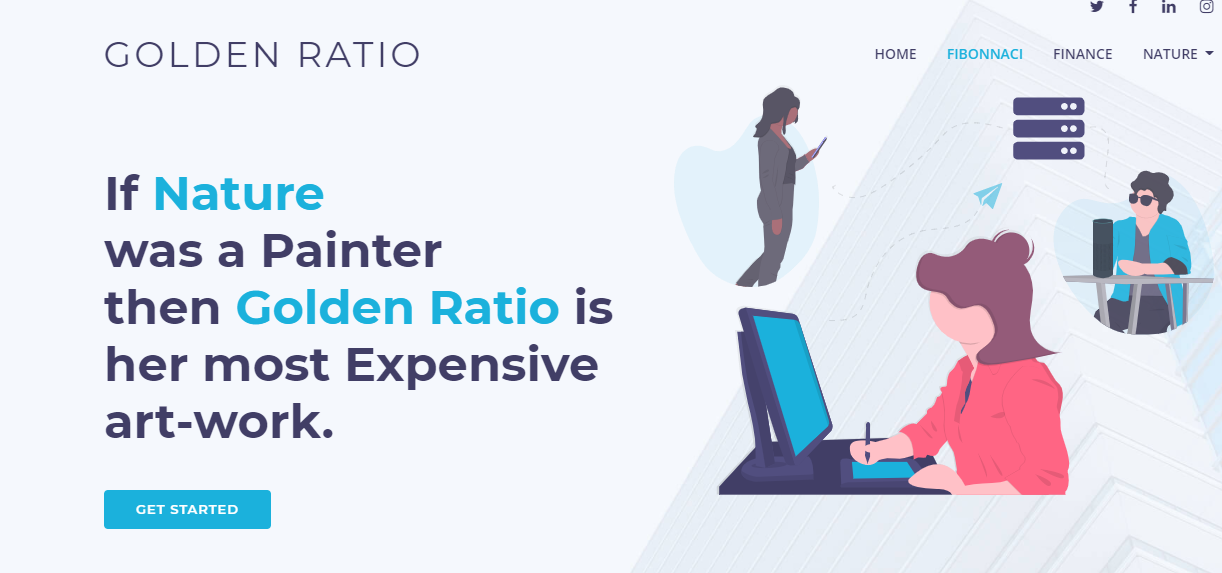 GOLDEN RATIO
HOME FIBONNACI FINANCE NATURE
If Nature
was a Painter
then Golden Ratio is
her most Expensive
art-work.
GET STARTED